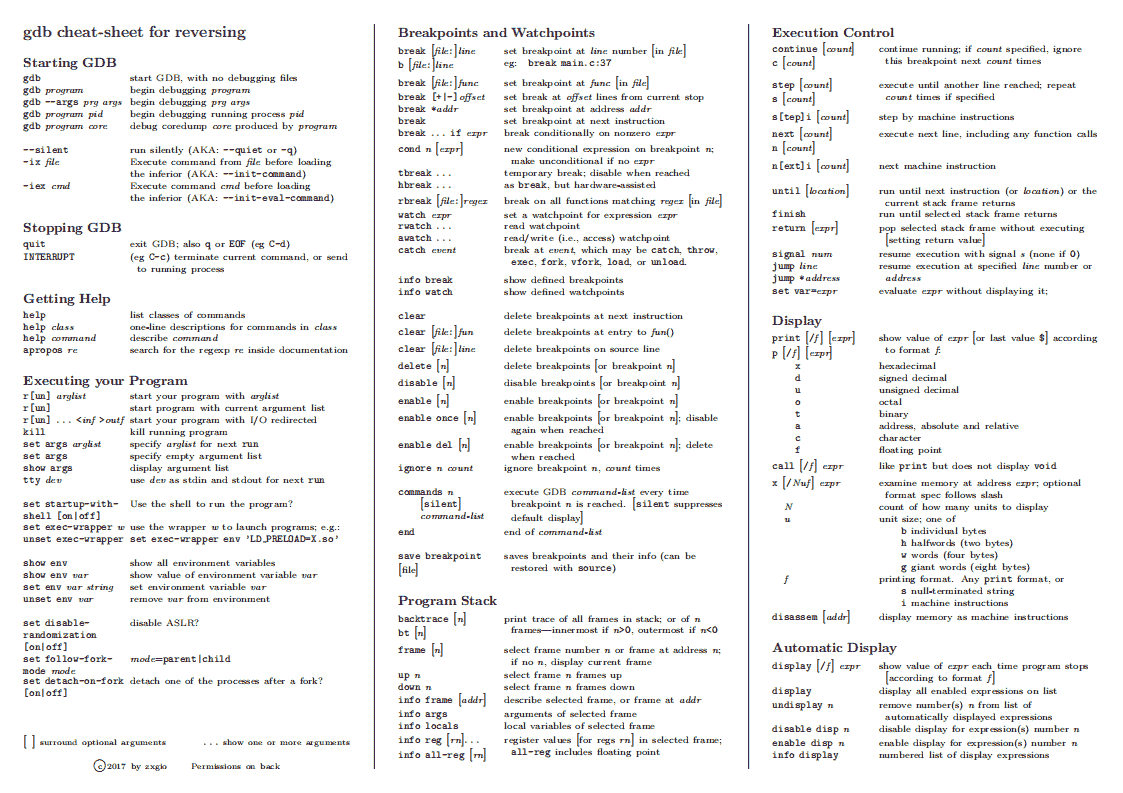 gdb cheat-sheet for reversing
Starting GDB
gdb start GDB, with no debugging files
gdb program begin debugging program
gdb --args prg args begin debugging prg args
gdb program pid begin debugging running process pid
gdb program core debug coredump core produced by program
--silent run silently (AKA: --quiet or -q)
-ix file Execute command from file before loading
the inferior (AKA: --init-command)
-iex cmd Execute command cmd before loading
the inferior (AKA: --init-eval-command)
Stopping GDB
quit exit GDB; also q or EOF (eg C-d)
INTERRUPT (eg C-c) terminate current command, or send
to running process
Getting Help
help list classes of commands
help class one-line descriptions for commands in class
help command describe command
apropos re search for the regexp re inside documentation
Executing your Program
r[un] arglist start your program with arglist
r[un] start program with current argument list
r[un] ... <inf >outf start your program with I/O redirected
kill kill running program
set args arglist specify arglist for next run
set args specify empty argument list
show args display argument list
tty dev use dev as stdin and stdout for next run
set startup-with- Use the shell to run the program?
shell [on|off]
set exec-wrapper w use the wrapper w to launch programs; e.g.:
unset exec-wrapper set exec-wrapper env 'LD_PRELOAD=X.so'
show env show all environment variables
show env var show value of environment variable var
set env var string set environment variable var
unset env var remove var from environment
set disable- disable ASLR?
randomization
[on|off]
set follow-fork- mode=parent|child
mode mode
set detach-on-fork detach one of the processes after a fork?
[on|off]
[ ] surround optional arguments ... show one or more arguments
©2017 by zxgio Permissions on back
Breakpoints and Watchpoints
break [file:]line set breakpoint at line number [in file]
b [file:]line eg: break main.c:37
break [file:]func set breakpoint at func [in file]
break [+|-]offset set break at offset lines from current stop
break *addr set breakpoint at address addr
break set breakpoint at next instruction
break ... if expr break conditionally on nonzero expr
cond n [expr] new conditional expression on breakpoint n;
make unconditional if no expr
tbreak ... temporary break; disable when reached
hbreak ... as break, but hardware-assisted
rbreak [file:]regex break on all functions matching regex [in file]
watch expr set a watchpoint for expression expr
rwatch ... read watchpoint
awatch ... read/write (i.e., access) watchpoint
catch event break at event, which may be catch, throw,
exec, fork, vfork, load, or unload.
info break show defined breakpoints
info watch show defined watchpoints
clear delete breakpoints at next instruction
clear [file:]fun delete breakpoints at entry to fun()
clear [file:]line delete breakpoints on source line
delete [n] delete breakpoints [or breakpoint n]
disable [n] disable breakpoints [or breakpoint n]
enable [n] enable breakpoints [or breakpoint n]
enable once [n] enable breakpoints [or breakpoint n]; disable
again when reached
enable del [n] enable breakpoints [or breakpoint n]; delete
when reached
ignore n count ignore breakpoint n, count times
commands n execute GDB command-list every time
[silent] breakpoint n is reached. [silent suppresses
command-list default display]
end end of command-list
save breakpoint saves breakpoints and their info (can be
[file] restored with source)
Program Stack
backtrace [n] print trace of all frames in stack; or of n
bt [n] frames—innermost if n>0, outermost if n<0
frame [n] select frame number n or frame at address n;
if no n, display current frame
up n select frame n frames up
down n select frame n frames down
info frame [addr] describe selected frame, or frame at addr
info args arguments of selected frame
info locals local variables of selected frame
info reg [rn]... register values [for regs rn] in selected frame;
info all-reg [rn] all-reg includes floating point
Execution Control
continue [count] continue running; if count specified, ignore
c [count] this breakpoint next count times
step [count] execute until another line reached; repeat
s [count] count times if specified
s[tep]i [count] step by machine instructions
next [count] execute next line, including any function calls
n [count]
n[ext]i [count] next machine instruction
until [location] run until next instruction (or location) or the
current stack frame returns
finish run until selected stack frame returns
return [expr] pop selected stack frame without executing
[setting return value]
signal num resume execution with signal s (none if 0)
jump line resume execution at specified line number or
jump *address address
set var=expr evaluate expr without displaying it;
Display
print [/f] [expr] show value of expr [or last value $] according
p [/f] [expr] to format f:
x hexadecimal
d signed decimal
u unsigned decimal
o octal
t binary
a address, absolute and relative
c character
f floating point
call [/f] expr like print but does not display void
x [/Nuf] expr examine memory at address expr; optional
format spec follows slash
N count of how many units to display
u unit size; one of
b individual bytes
h halfwords (two bytes)
w words (four bytes)
g giant words (eight bytes)
f printing format. Any print format, or
s null-terminated string
i machine instructions
disassem [addr] display memory as machine instructions
Automatic Display
display [/f] expr show value of expr each time program stops
[according to format f]
display display all enabled expressions on list
undisplay n remove number(s) n from list of
automatically displayed expressions
disable disp n disable display for expression(s) number n
enable disp n enable display for expression(s) number n
info display numbered list of display expressions